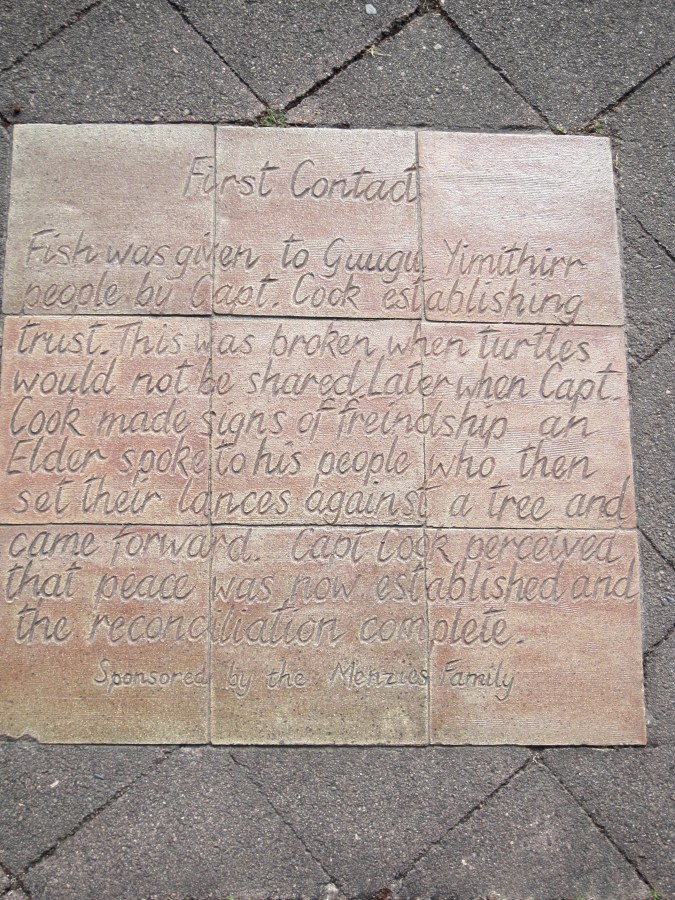 First Contact
Fish was given to Guugu Yimithirr
people by Capt. Cook establishing
trust. This was broken when turtles
would not be shared. Later when Capt.
Cook made signs of freindship an
Elder spoke to his people who then
set their lances against a tree and
came forward. Capt Cook perceived
that peace was now established and
the reconciliation complete.
Sponsored by the Menzies Family